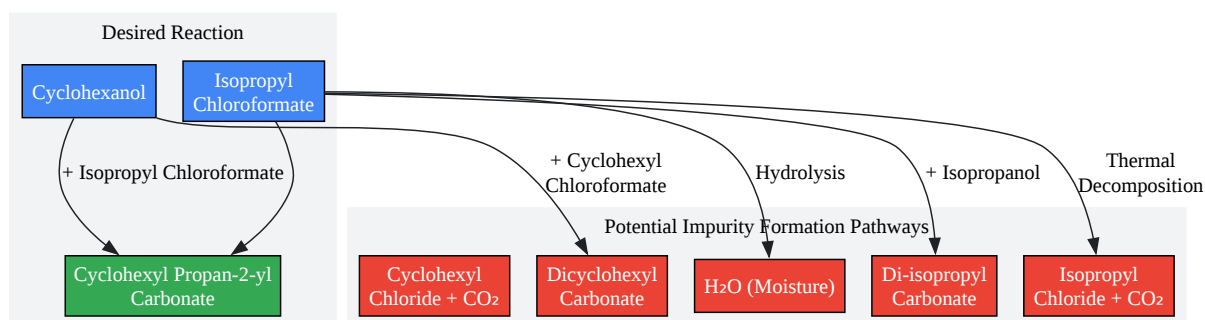 Desired Reaction
Cyclohexanol
Isopropyl
Chloroformate
+ Isopropyl Chloroformate
+ Cyclohexyl
Chloroformate
Hydrolysis
+ Isopropanol
Thermal
Decomposition
Potential Impurity Formation Pathways
Cyclohexyl Propan-2-yl
Carbonate
Cyclohexyl
Chloride + CO₂
Dicyclohexyl
Carbonate
H₂O (Moisture)
Di-isopropyl
Carbonate
Isopropyl
Chloride + CO₂